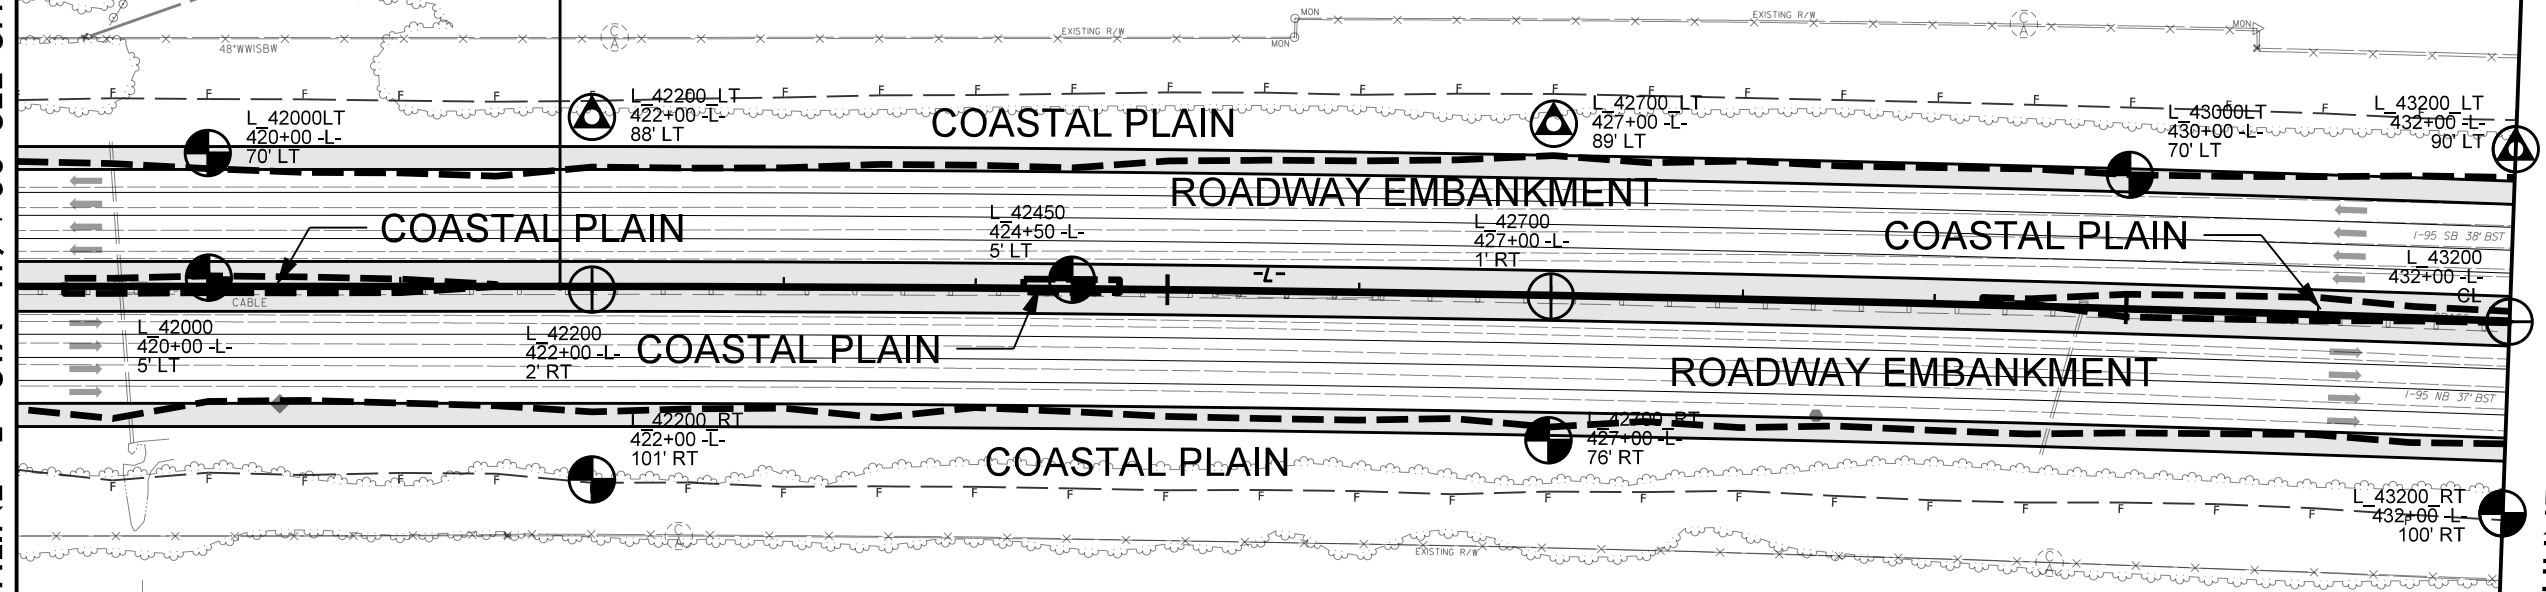 MON
MON
EXISTING R/W
EXISTING R/W
MON
48"WWISBW
C
A
C
A
L_42000LT
420+00 -L-
70' LT
L_42200_LT
422+00 -L-
88' LT
COASTAL PLAIN
L_42700_LT
427+00 -L-
89' LT
L_43000LT
430+00 -L-
70' LT
L_43200_LT
432+00 -L-
90' LT
ROADWAY EMBANKMENT
COASTAL PLAIN
L_42450
424+50 -L-
5' LT
L_42700
427+00 -L-
1' RT
COASTAL PLAIN
I-95 SB 38' BST
L_43200
432+00 -L-
CL
-L-
CABLE
L_42000
420+00 -L-
5' LT
L_42200
422+00 -L-
2' RT
COASTAL PLAIN
ROADWAY EMBANKMENT
I-95 NB 37' BST
L_42200_RT
422+00 -L-
101' RT
COASTAL PLAIN
L_42700_RT
427+00 -L-
76' RT
L_43200_RT
432+00 -L-
100' RT
C
A
EXISTING R/W
C
A